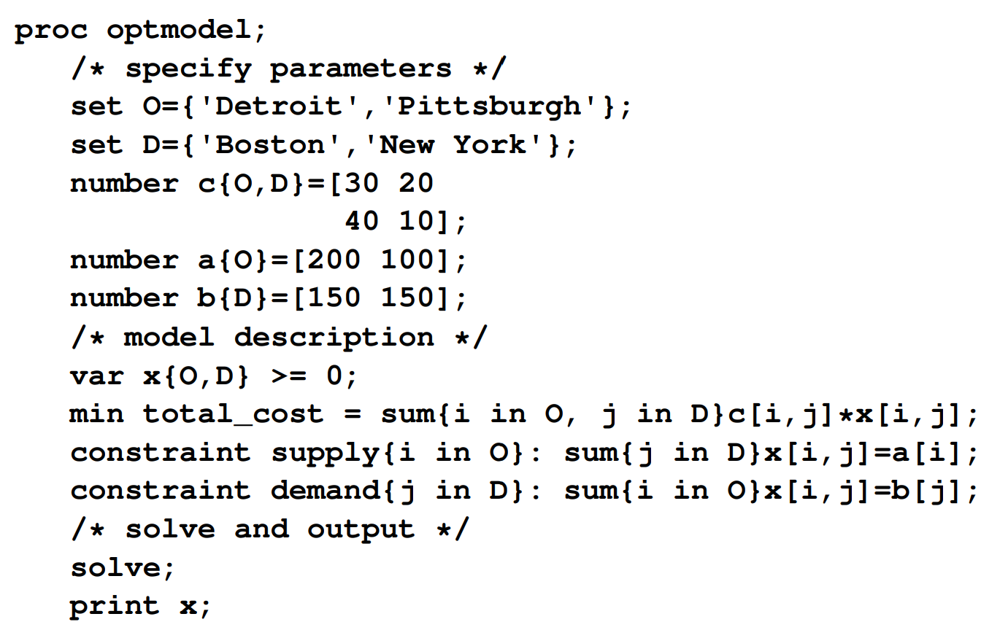 proc optmodel;
/* specify parameters */
set O={'Detroit','Pittsburgh'};
set D={'Boston','New York'};
number c{O,D}=[30 20
40 10];
number a{O}=[200 100];
number b{D}=[150 150];
/* model description */
var x{O,D} >= 0;
min total_cost = sum{i in O, j in D}c[i,j]*x[i,j];
constraint supply{i in O}: sum{j in D}x[i,j]=a[i];
constraint demand{j in D}: sum{i in O}x[i,j]=b[j];
/* solve and output */
solve;
print x;